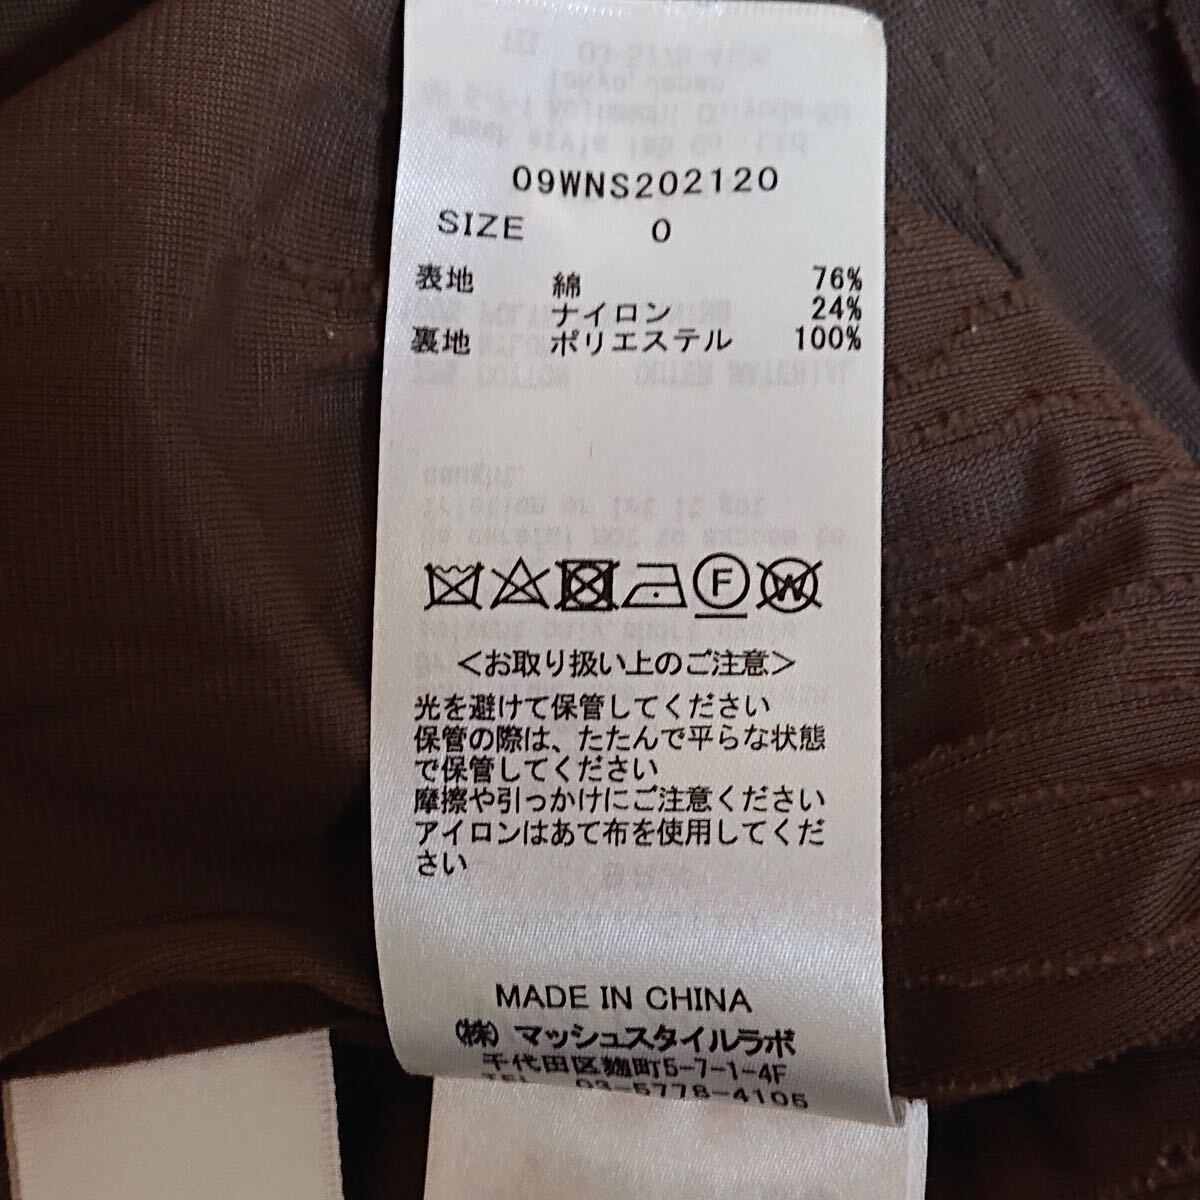 09WNS202120
SIZE 0
表地 綿 76%
ナイロン 24%
裏地 ポリエステル 100%
F W
＜お取り扱い上のご注意＞
光を避けて保管してください
保管の際は、たたんで平らな状態
で保管してください
摩擦や引っかけにご注意ください
アイロンはあて布を使用してくだ
さい
MADE IN CHINA
(株) マッシュスタイルラボ
千代田区麹町5-7-1-4F
TEL 03-5778-4105